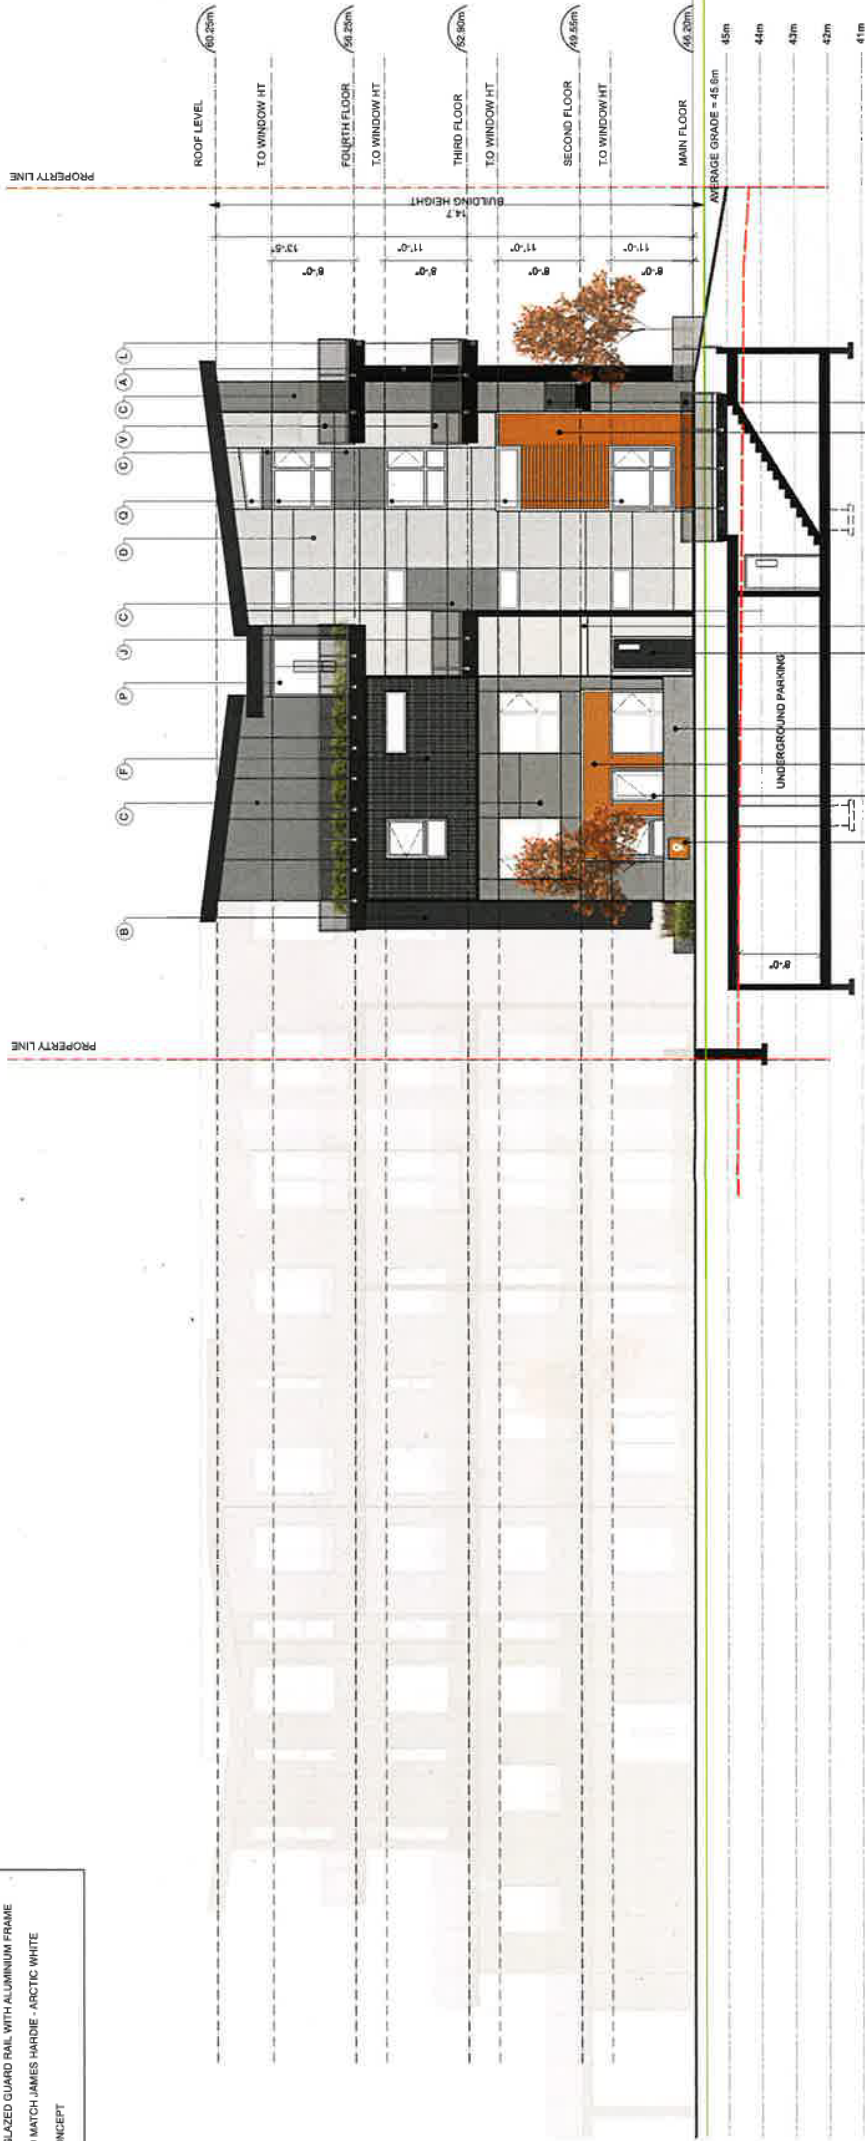 PROPERTY LINE
PROPERTY LINE
60.25m
56.25m
52.90m
49.55m
46.20m
45m
44m
43m
42m
41m
ROOF LEVEL
T.O WINDOW HT
FOURTH FLOOR
T.O WINDOW HT
THIRD FLOOR
T.O WINDOW HT
SECOND FLOOR
T.O WINDOW HT
MAIN FLOOR
AVERAGE GRADE = 45.6m
14.7
BUILDING HEIGHT
13'-5"
11'-0"
11'-0"
11'-0"
8'-0"
8'-0"
8'-0"
8'-0"
B
C
F
P
J
C
D
Q
C
V
C
A
L
UNDERGROUND PARKING
8'-0"
GLAZED GUARD RAIL WITH ALUMINIUM FRAME
MATCH JAMES HARDIE - ARCTIC WHITE